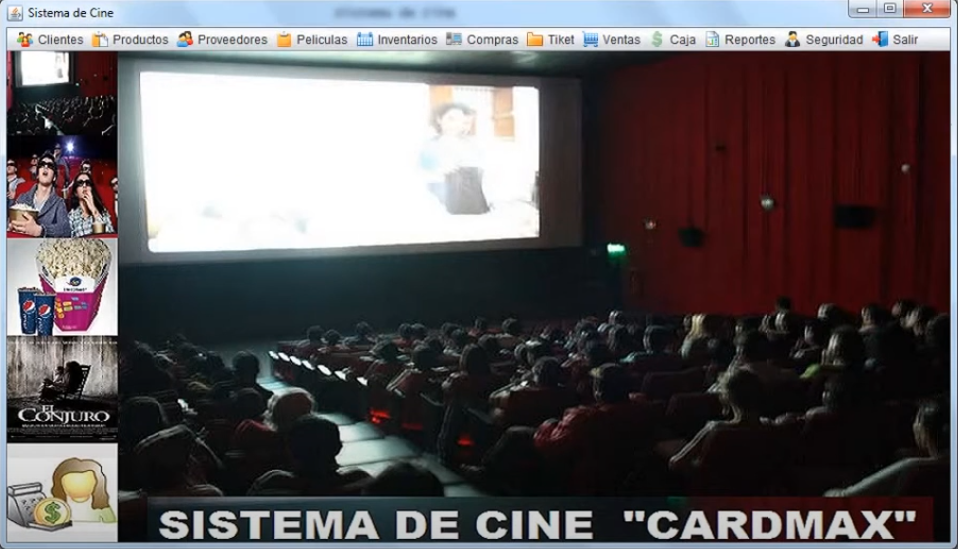 Sistema de Cine
Clientes Productos Proveedores Peliculas Inventarios Compras Tiket Ventas Caja Reportes Seguridad Salir
EL
CONJURO
SISTEMA DE CINE "CARDMAX"